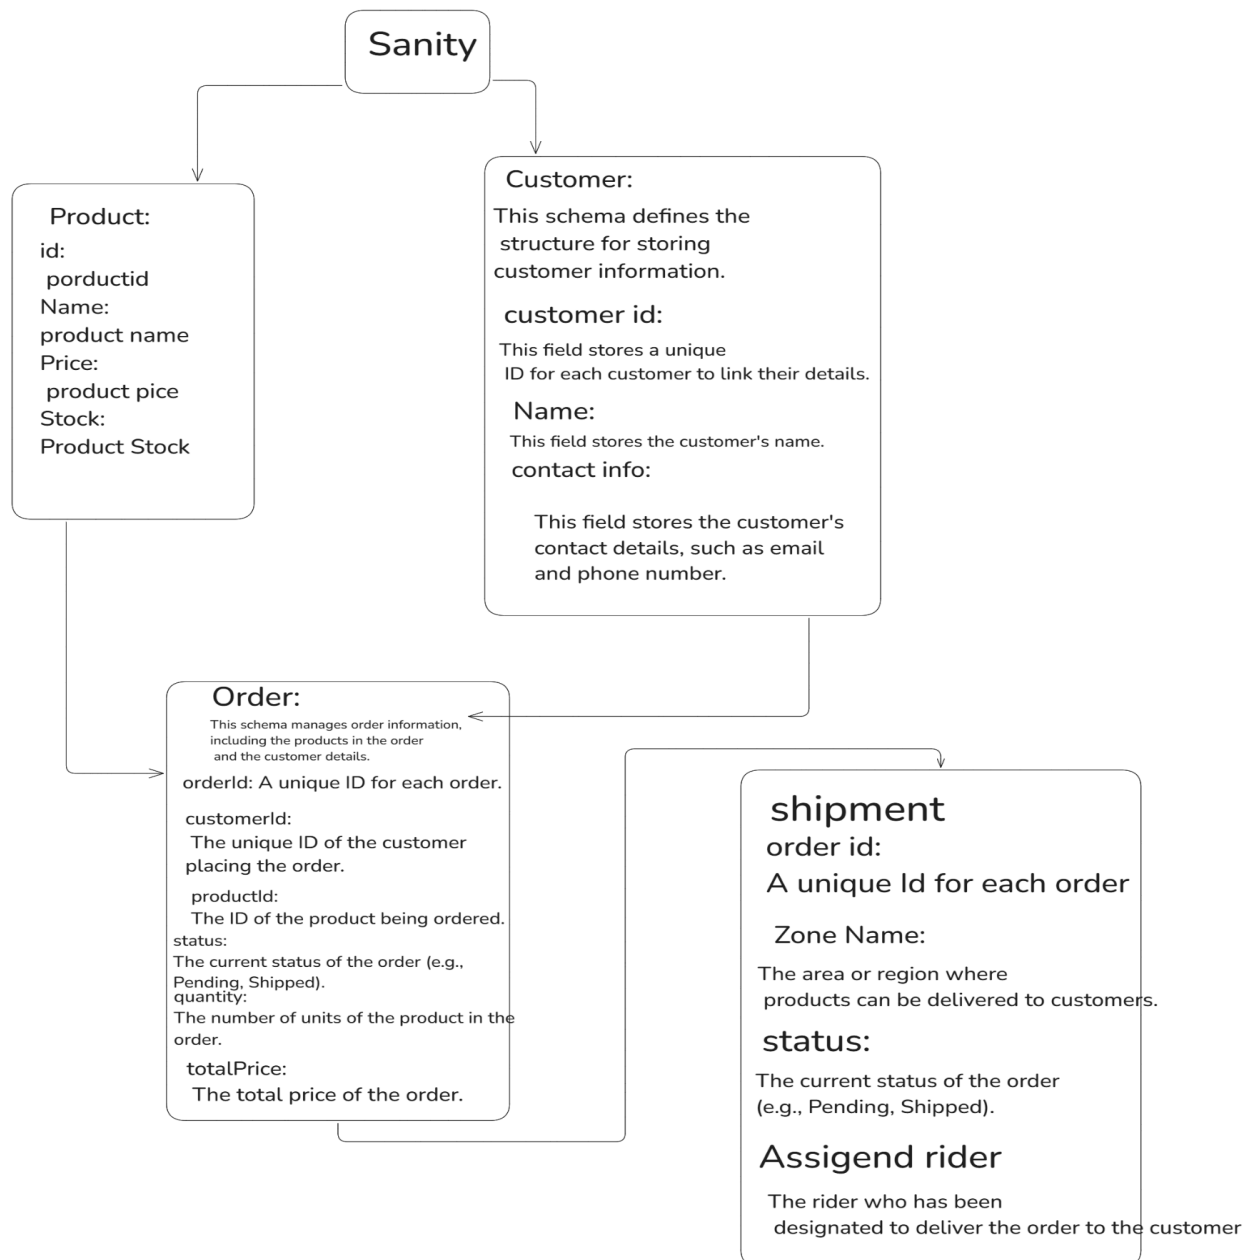 Sanity
Product:
id:
porductid
Name:
product name
Price:
product pice
Stock:
Product Stock
Customer:
This schema defines the
structure for storing
customer information.
customer id:
This field stores a unique
ID for each customer to link their details.
Name:
This field stores the customer's name.
contact info:
This field stores the customer's
contact details, such as email
and phone number.
Order:
This schema manages order information,
including the products in the order
and the customer details.
orderId: A unique ID for each order.
customerId:
The unique ID of the customer
placing the order.
productId:
The ID of the product being ordered.
status:
The current status of the order (e.g.,
Pending, Shipped).
quantity:
The number of units of the product in the
order.
totalPrice:
The total price of the order.
shipment
order id:
A unique Id for each order
Zone Name:
The area or region where
products can be delivered to customers.
status:
The current status of the order
(e.g., Pending, Shipped).
Assigend rider
The rider who has been
designated to deliver the order to the customer